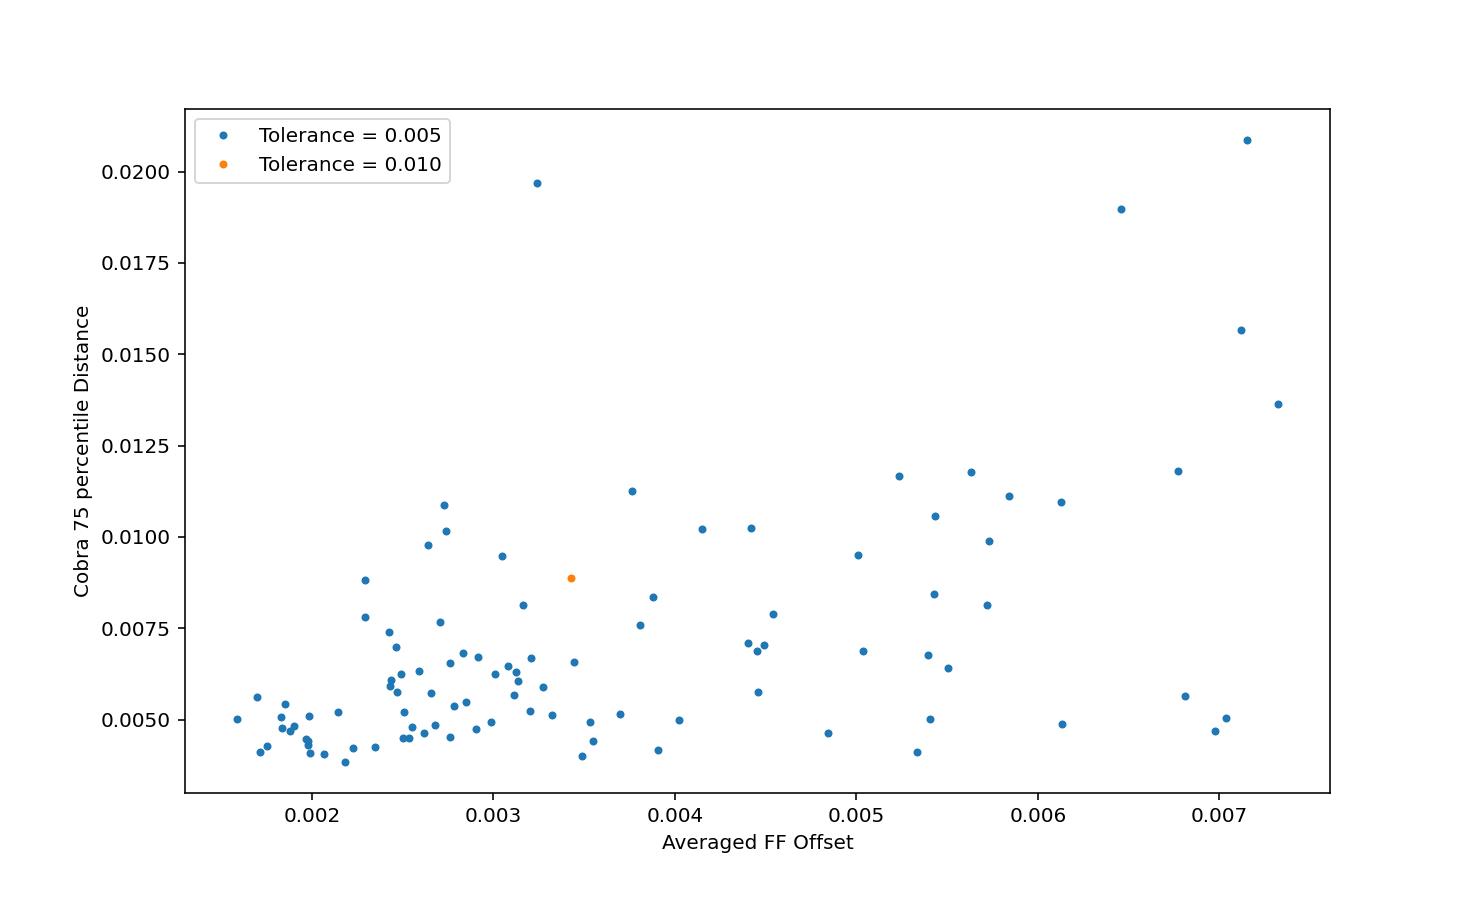 Tolerance = 0.005
Tolerance = 0.010
0.0200
0.0175
0.0150
0.0125
0.0100
0.0075
0.0050
Cobra 75 percentile Distance
0.002 0.003 0.004 0.005 0.006 0.007
Averaged FF Offset